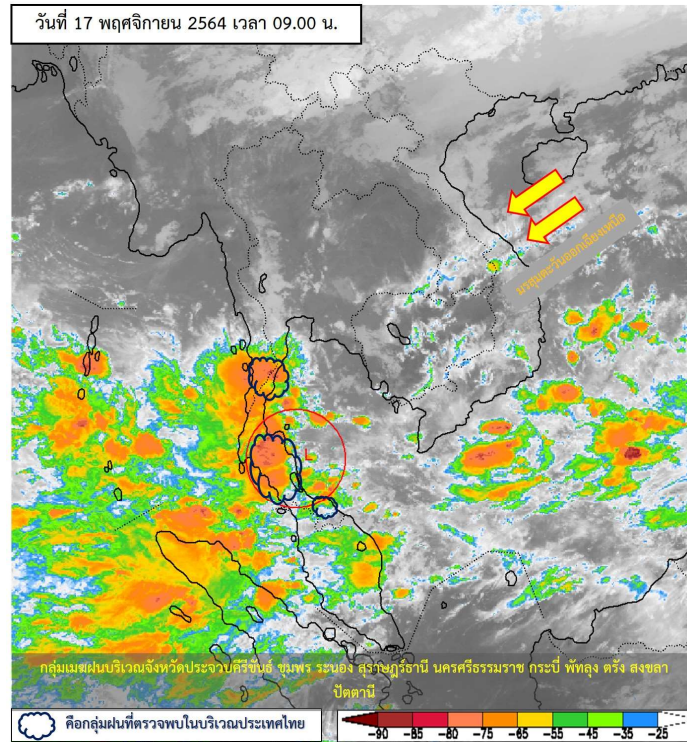 วันที่ 17 พฤศจิกายน 2564 เวลา 09.00 น.
มรสุมตะวันออกเฉียงเหนือ
L
กลุ่มเมฆฝนบริเวณจังหวัดประจวบคีรีขันธ์ ชุมพร ระนอง สุราษฎร์ธานี นครศรีธรรมราช กระบี่ พัทลุง ตรัง สงขลา
ปัตตานี
คือกลุ่มฝนที่ตรวจพบในบริเวณประเทศไทย
-90 -85 -80 -75 -65 -55 -45 -35 -25